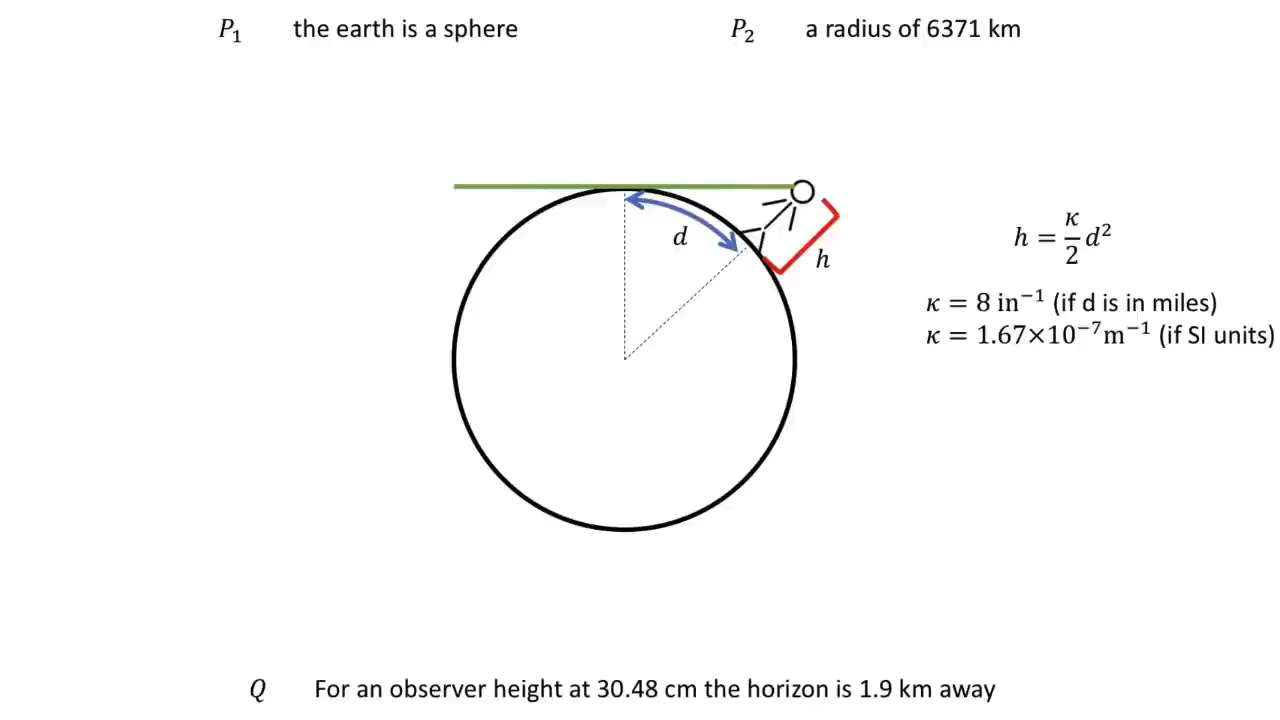 P₁ the earth is a sphere
P₂ a radius of 6371 km
d
h
h = κ/2 d²
κ = 8 in⁻¹ (if d is in miles)
κ = 1.67×10⁻⁷m⁻¹ (if SI units)
Q For an observer height at 30.48 cm the horizon is 1.9 km away